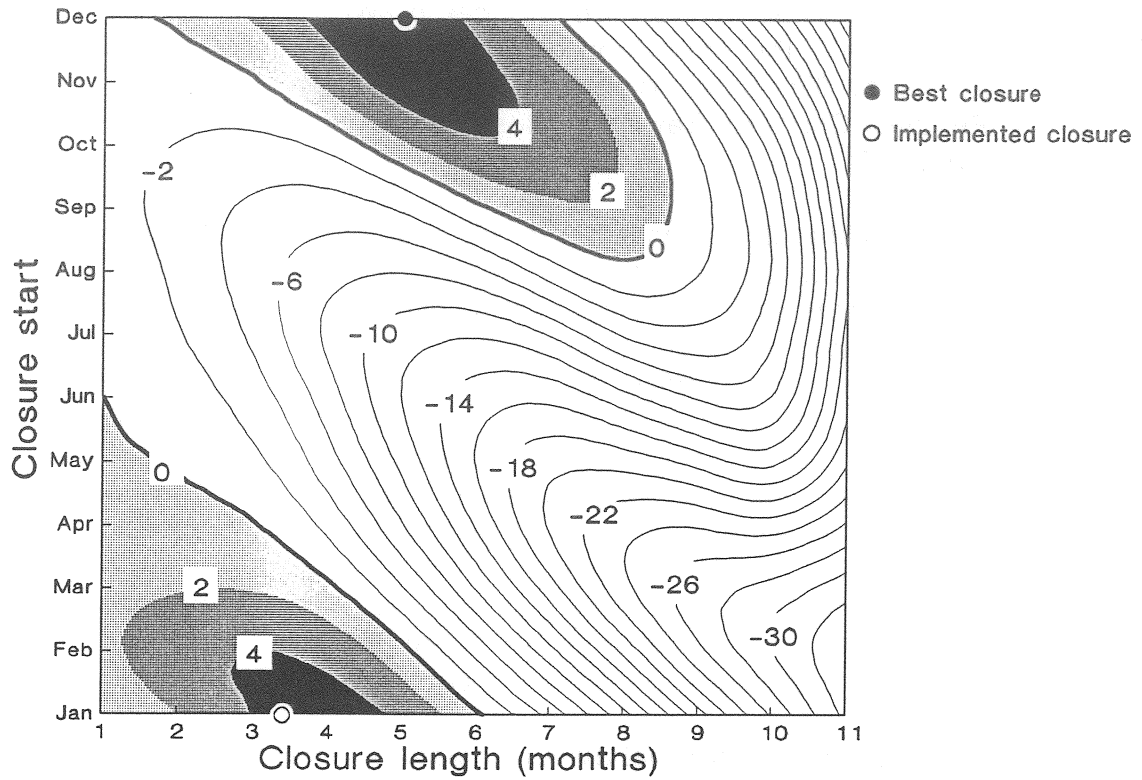 Dec
Nov
Oct
Sep
Aug
Jul
Jun
May
Apr
Mar
Feb
Jan
Closure start
1 2 3 4 5 6 7 8 9 10 11
Closure length (months)
4
2
0
-2
-6
-10
-14
-18
-22
-26
-30
0
2
4
Best closure
Implemented closure